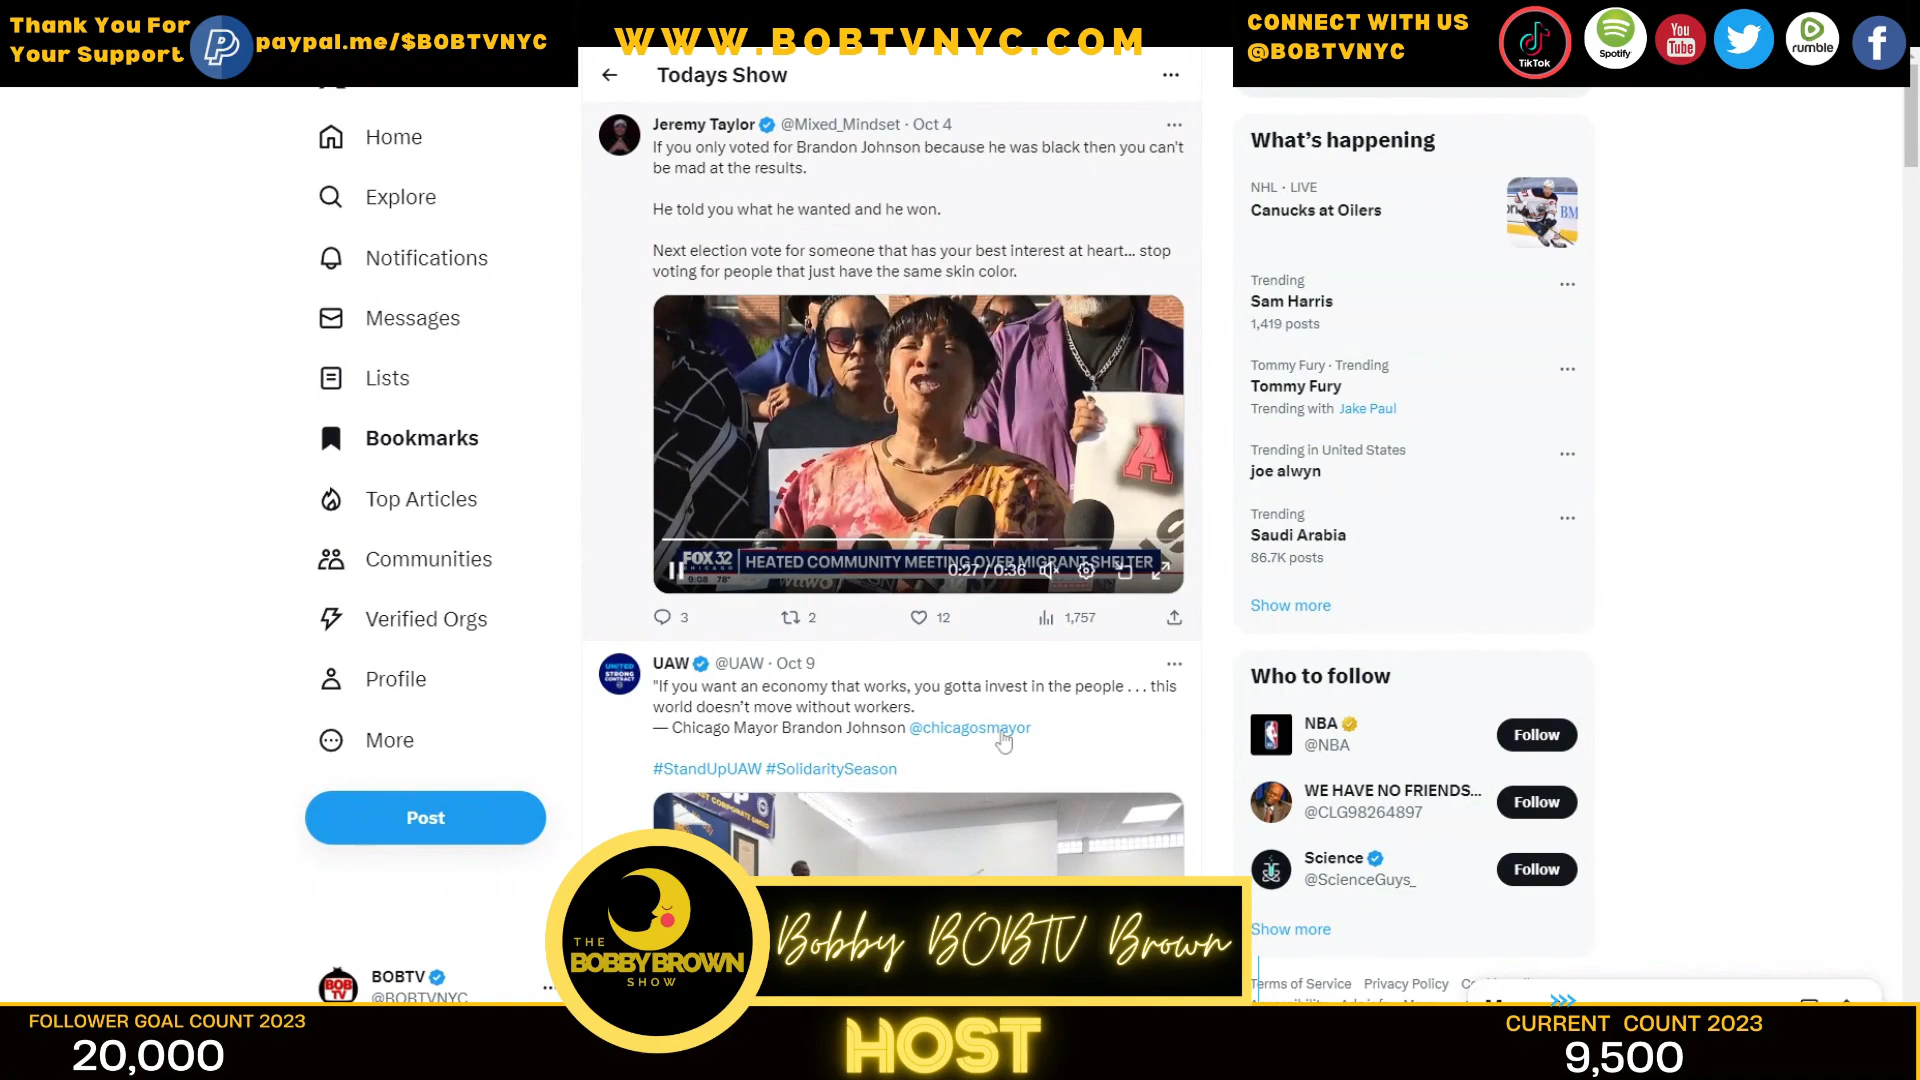 Thank You For
Your Support
paypal.me/$BOBTVNYC
WWW.BOBTVNYC.COM
CONNECT WITH US
@BOBTVNYC
TikTok
Spotify
You
Tube
rumble
Todays Show
Home
Explore
Notifications
Messages
Lists
Bookmarks
Top Articles
Communities
Verified Orgs
Profile
More
Post
BOBTV
@BOBTVNYC
Jeremy Taylor @Mixed_Mindset · Oct 4
If you only voted for Brandon Johnson because he was black then you can't
be mad at the results.
He told you what he wanted and he won.
Next election vote for someone that has your best interest at heart... stop
voting for people that just have the same skin color.
A
FOX 32
CHICAGO
9:08 78°
HEATED COMMUNITY MEETING OVER MIGRANT SHELTER
0:27 / 0:36
3
2
12
1,757
UAW @UAW · Oct 9
UNITED
STRONG
CONTRACT
"If you want an economy that works, you gotta invest in the people . . . this
world doesn't move without workers.
— Chicago Mayor Brandon Johnson @chicagosmayor
#StandUpUAW #SolidaritySeason
What's happening
NHL · LIVE
Canucks at Oilers
Trending
Sam Harris
1,419 posts
Tommy Fury · Trending
Tommy Fury
Trending with Jake Paul
Trending in United States
joe alwyn
Trending
Saudi Arabia
86.7K posts
Show more
Who to follow
NBA
@NBA
Follow
WE HAVE NO FRIENDS...
@CLG98264897
Follow
Science
@ScienceGuys_
Follow
Show more
Terms of Service Privacy Policy
THE
BOBBY BROWN
SHOW
Bobby BOBTV Brown
HOST
FOLLOWER GOAL COUNT 2023
20,000
CURRENT COUNT 2023
9,500